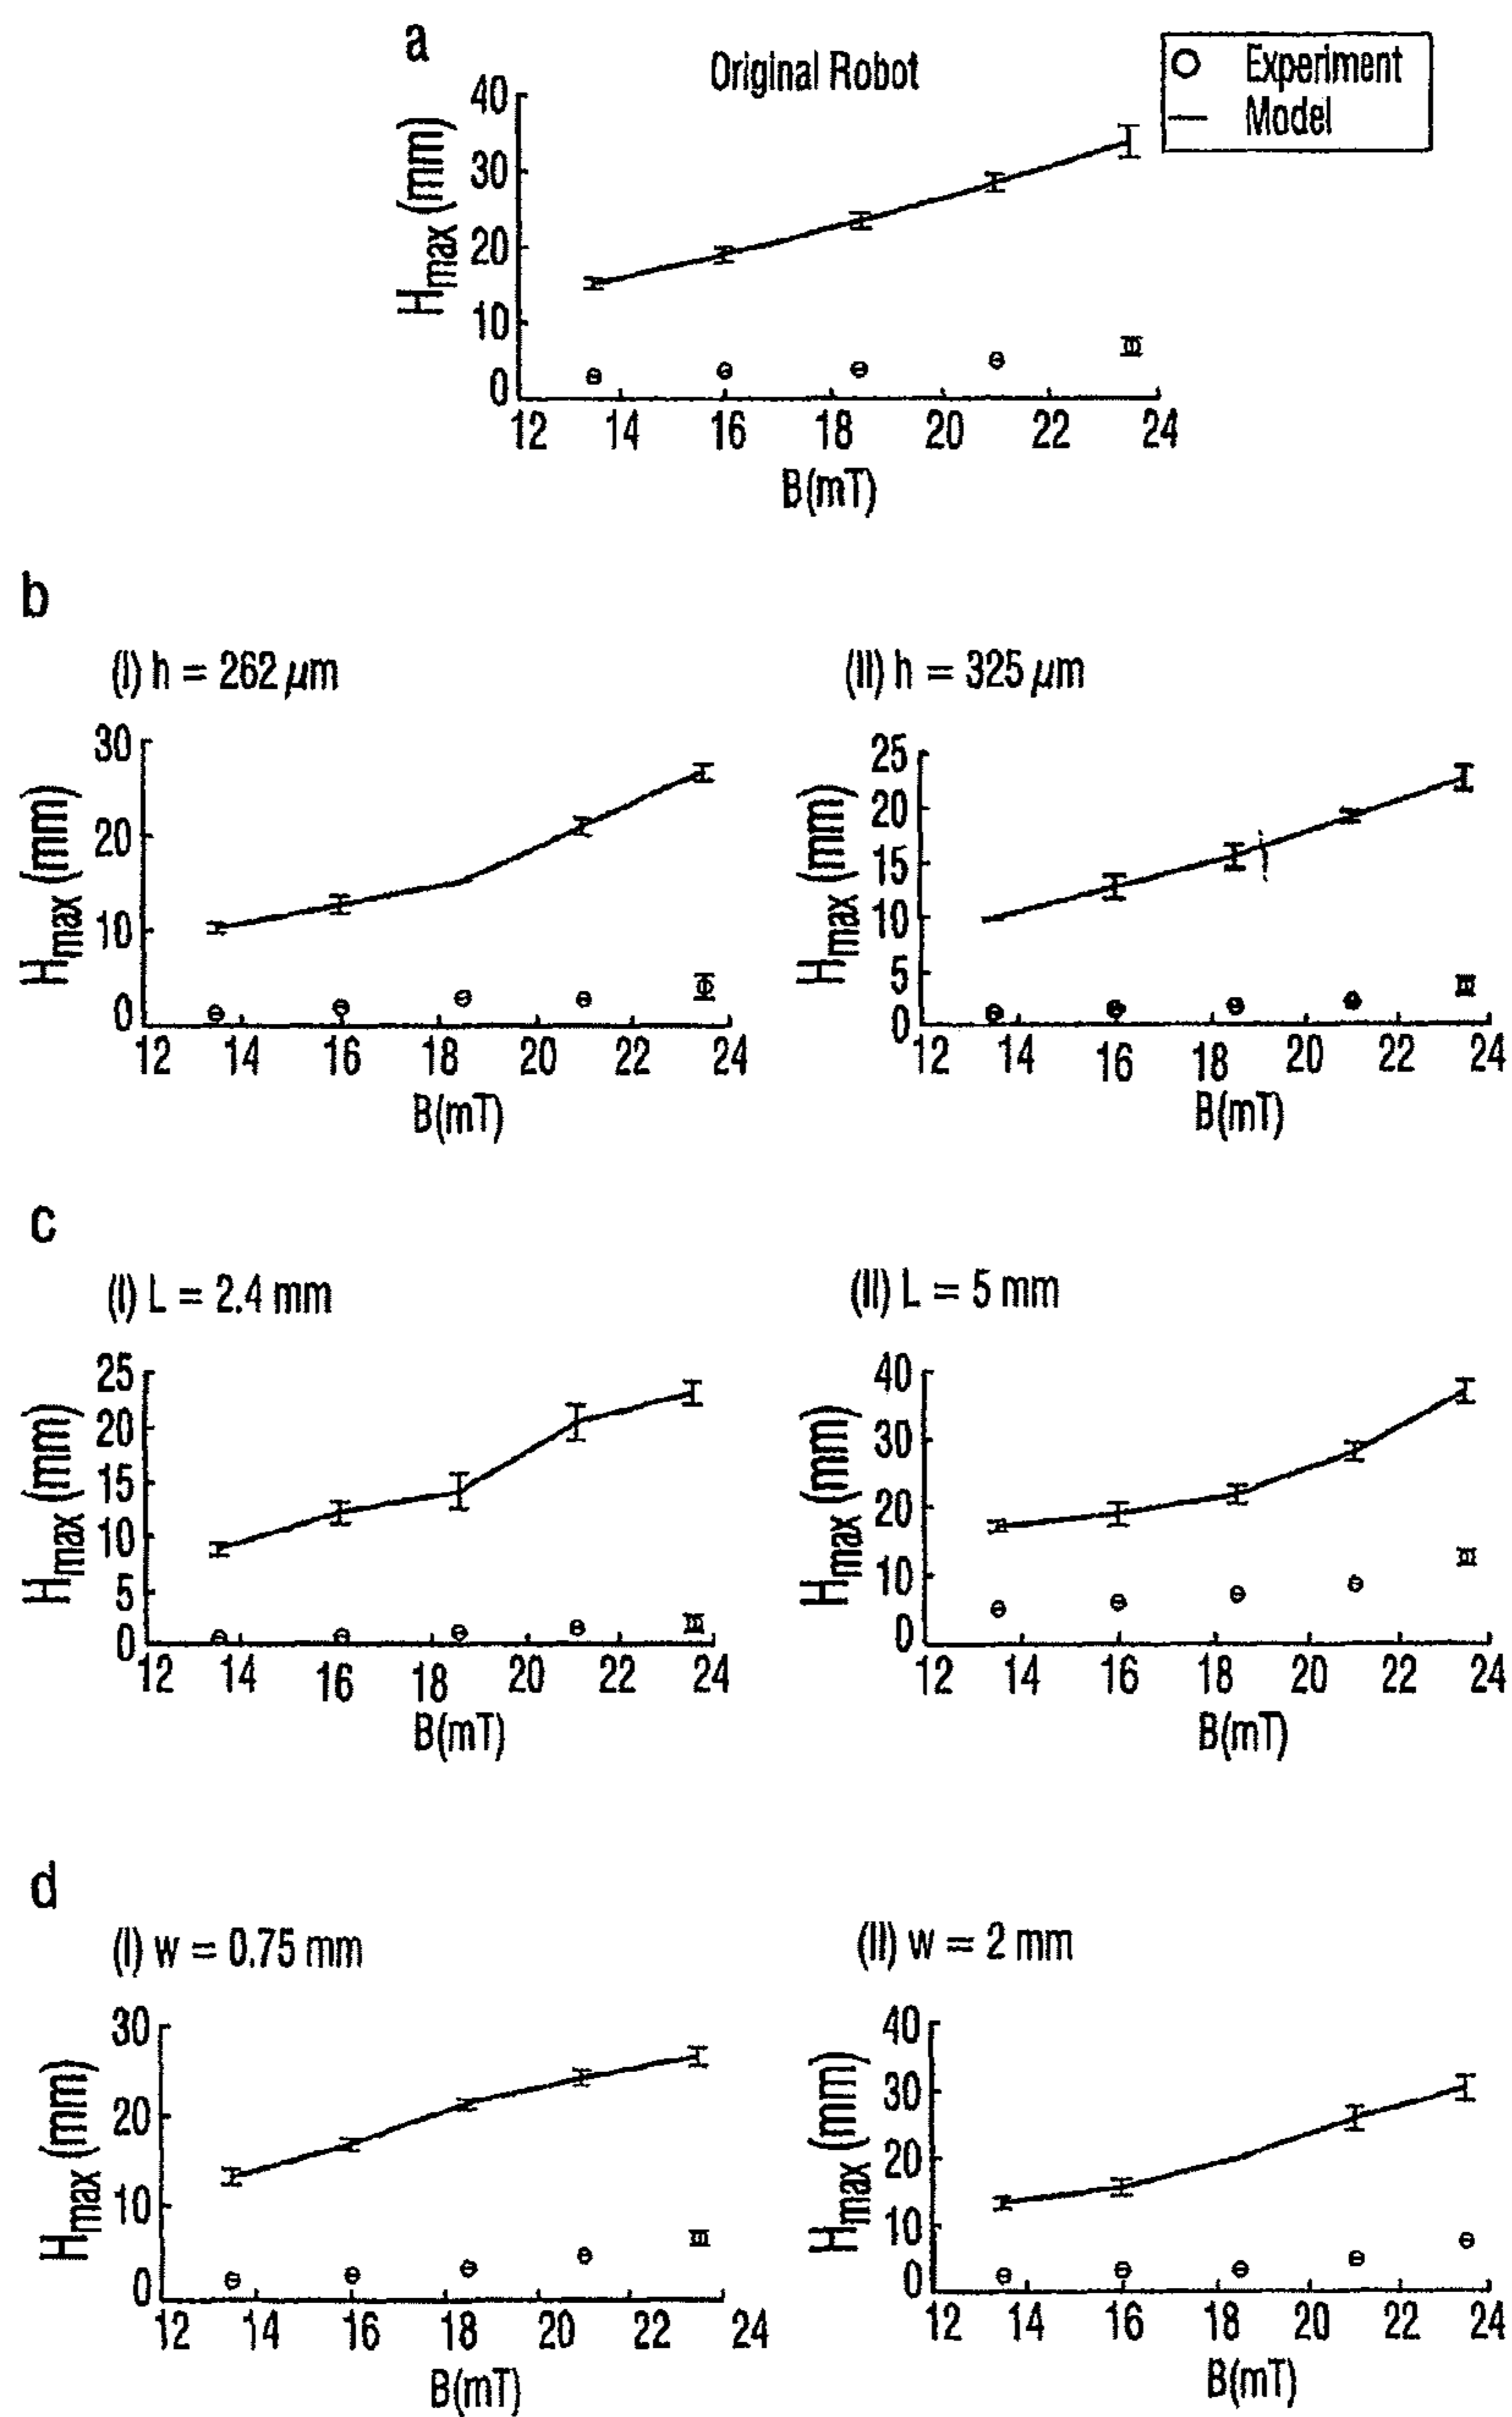 a
Original Robot
Experiment
Model
40
30
20
10
0
Hmax (mm)
12 14 16 18 20 22 24
B(mT)
b
(I) h = 262 μm
30
20
10
0
Hmax (mm)
12 14 16 18 20 22 24
B(mT)
(II) h = 325 μm
25
20
15
10
5
0
Hmax (mm)
12 14 16 18 20 22 24
B(mT)
c
(I) L = 2.4 mm
25
20
15
10
5
0
Hmax (mm)
12 14 16 18 20 22 24
B(mT)
(II) L = 5 mm
40
30
20
10
0
Hmax (mm)
12 14 16 18 20 22 24
B(mT)
d
(I) w = 0.75 mm
30
20
10
0
Hmax (mm)
12 14 16 18 20 22 24
B(mT)
(II) w = 2 mm
40
30
20
10
0
Hmax (mm)
12 14 16 18 20 22 24
B(mT)